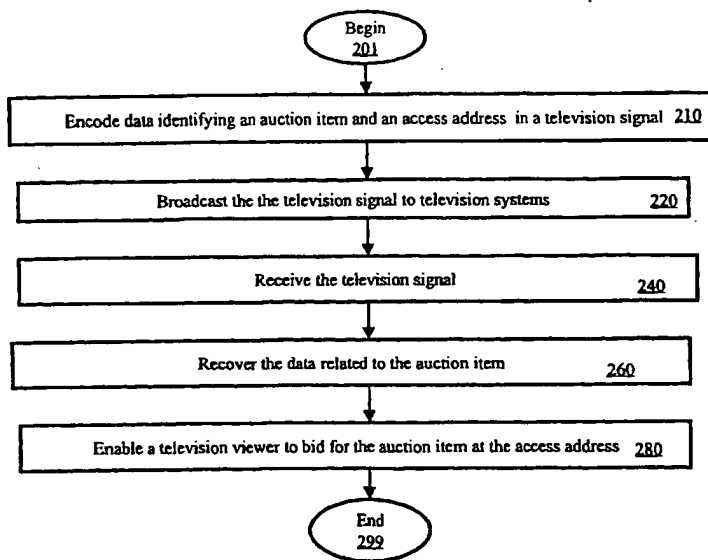 Begin
201
Encode data identifying an auction item and an access address in a television signal 210
Broadcast the the television signal to television systems 220
Receive the television signal 240
Recover the data related to the auction item 260
Enable a television viewer to bid for the auction item at the access address 280
End
299